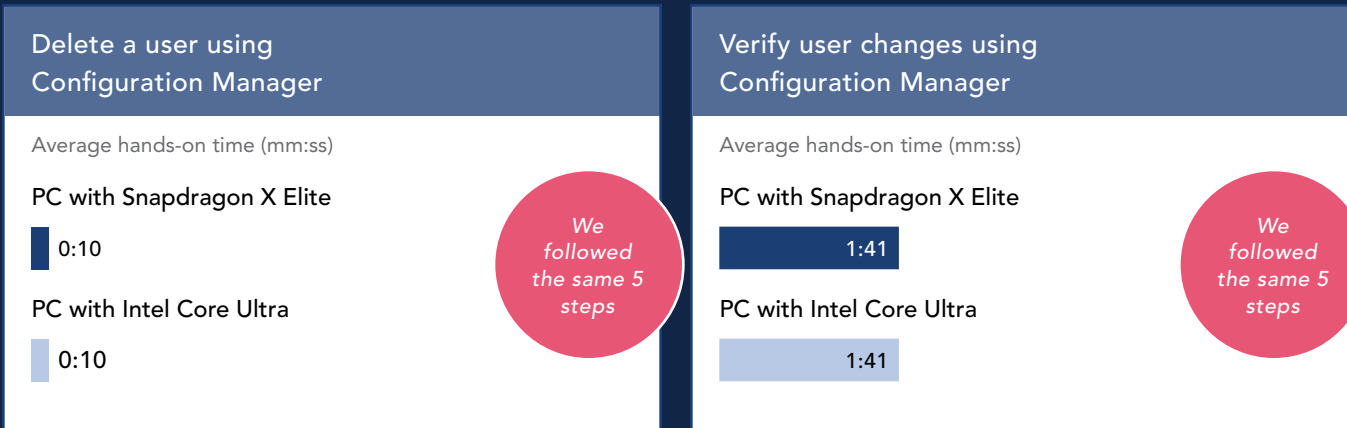 Delete a user using
Configuration Manager
Average hands-on time (mm:ss)
PC with Snapdragon X Elite
0:10
PC with Intel Core Ultra
0:10
We
followed
the same 5
steps
Verify user changes using
Configuration Manager
Average hands-on time (mm:ss)
PC with Snapdragon X Elite
1:41
PC with Intel Core Ultra
1:41
We
followed
the same 5
steps